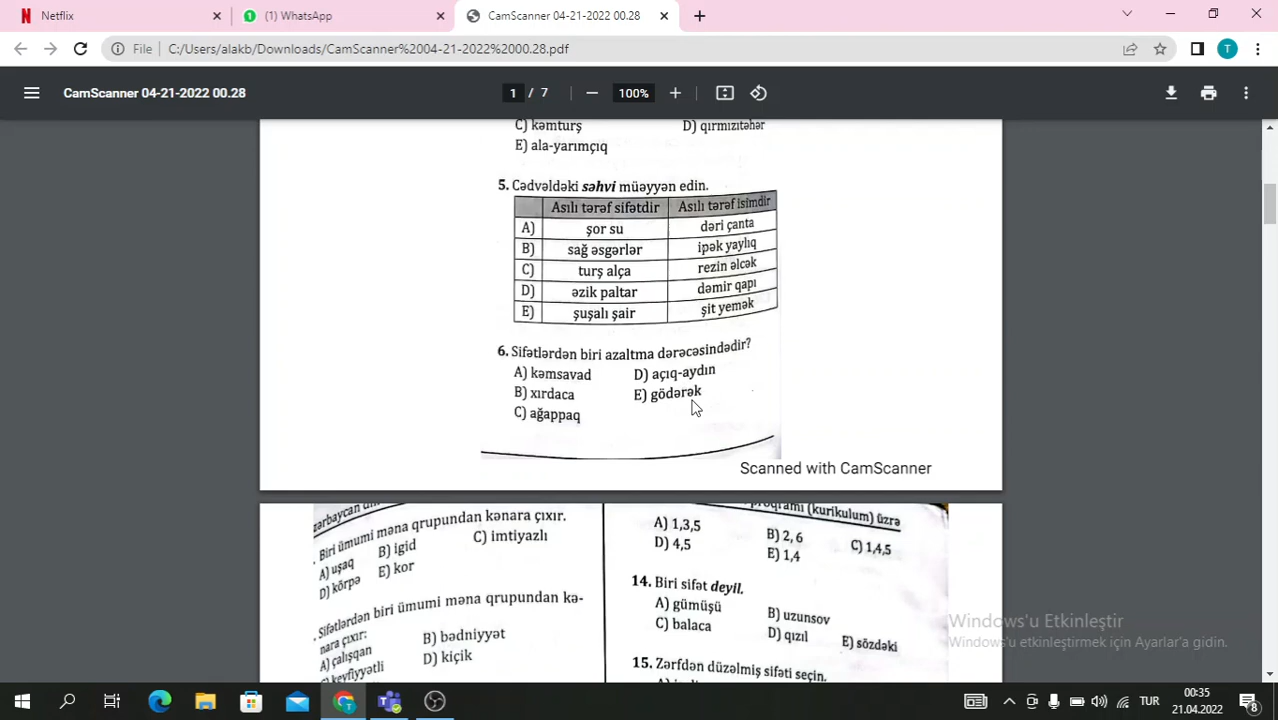 Netflix
(1) WhatsApp
CamScanner 04-21-2022 00.28
File
C:/Users/alakb/Downloads/CamScanner%2004-21-2022%2000.28.pdf
T
CamScanner 04-21-2022 00.28
1 / 7
100%
C) kəmturş D) qırmızıtəhər
E) ala-yarımçıq
5. Cədvəldəki səhvi müəyyən edin.
Asılı tərəf sifətdir Asılı tərəf isimdir
A) şor su dəri çanta
B) sağ əsgərlər ipək yaylıq
C) turş alça rezin əlcək
D) əzik paltar dəmir qapı
E) şuşalı şair şit yemək
6. Sifətlərdən biri azaltma dərəcəsindədir?
A) kəmsavad D) açıq-aydın
B) xırdaca E) gödərək
C) ağappaq
Scanned with CamScanner
Biri ümumi məna qrupundan kənara çıxır.
A) uşaq B) igid C) imtiyazlı
D) körpə E) kor
Sifətlərdən biri ümumi məna qrupundan kə-
nara çıxır:
A) çalışqan B) bədniyyət
keyfiyyətli D) kiçik
proqramı (kurikulum) üzrə
A) 1,3,5 B) 2, 6 C) 1,4,5
D) 4,5 E) 1,4
14. Biri sifət deyil.
A) gümüşü B) uzunsov
C) balaca D) qızıl E) sözdəki
15. Zərfdən düzəlmiş sifəti seçin.
Windows'u Etkinleştir
Windows'u etkinleştirmek için Ayarlar'a gidin.
TUR
00:35
21.04.2022
8